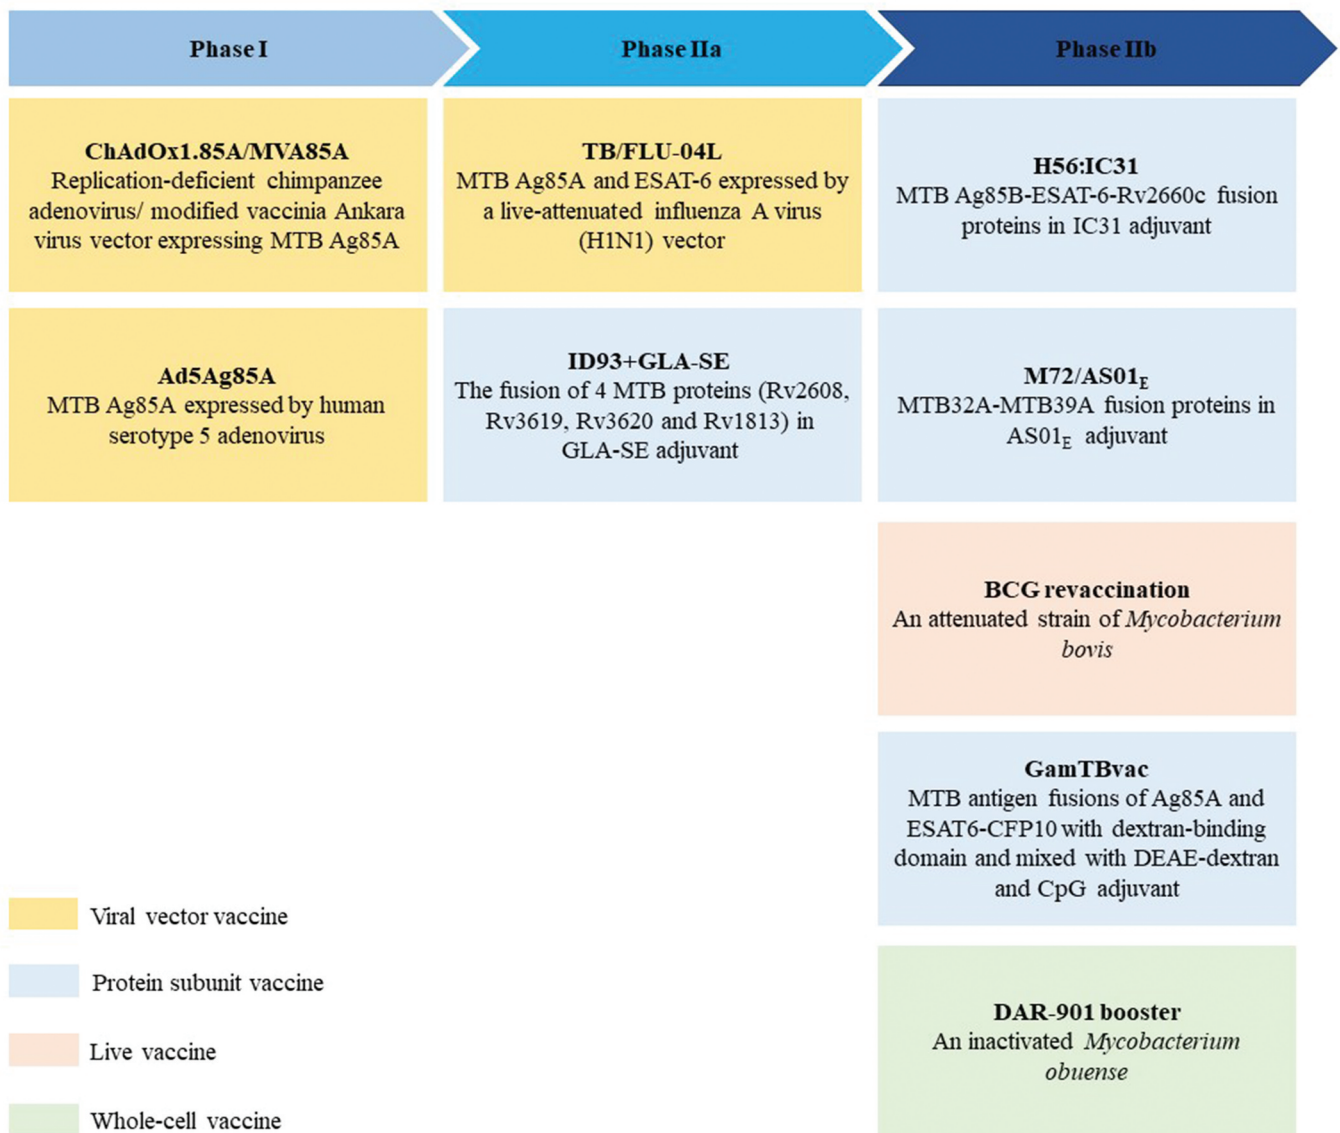 Phase I
Phase IIa
Phase IIb
ChAdOx1.85A/MVA85A
Replication-deficient chimpanzee
adenovirus/ modified vaccinia Ankara
virus vector expressing MTB Ag85A
TB/FLU-04L
MTB Ag85A and ESAT-6 expressed by
a live-attenuated influenza A virus
(H1N1) vector
H56:IC31
MTB Ag85B-ESAT-6-Rv2660c fusion
proteins in IC31 adjuvant
Ad5Ag85A
MTB Ag85A expressed by human
serotype 5 adenovirus
ID93+GLA-SE
The fusion of 4 MTB proteins (Rv2608,
Rv3619, Rv3620 and Rv1813) in
GLA-SE adjuvant
M72/AS01E
MTB32A-MTB39A fusion proteins in
AS01E adjuvant
BCG revaccination
An attenuated strain of Mycobacterium
bovis
GamTBvac
MTB antigen fusions of Ag85A and
ESAT6-CFP10 with dextran-binding
domain and mixed with DEAE-dextran
and CpG adjuvant
DAR-901 booster
An inactivated Mycobacterium
obuense
Viral vector vaccine
Protein subunit vaccine
Live vaccine
Whole-cell vaccine